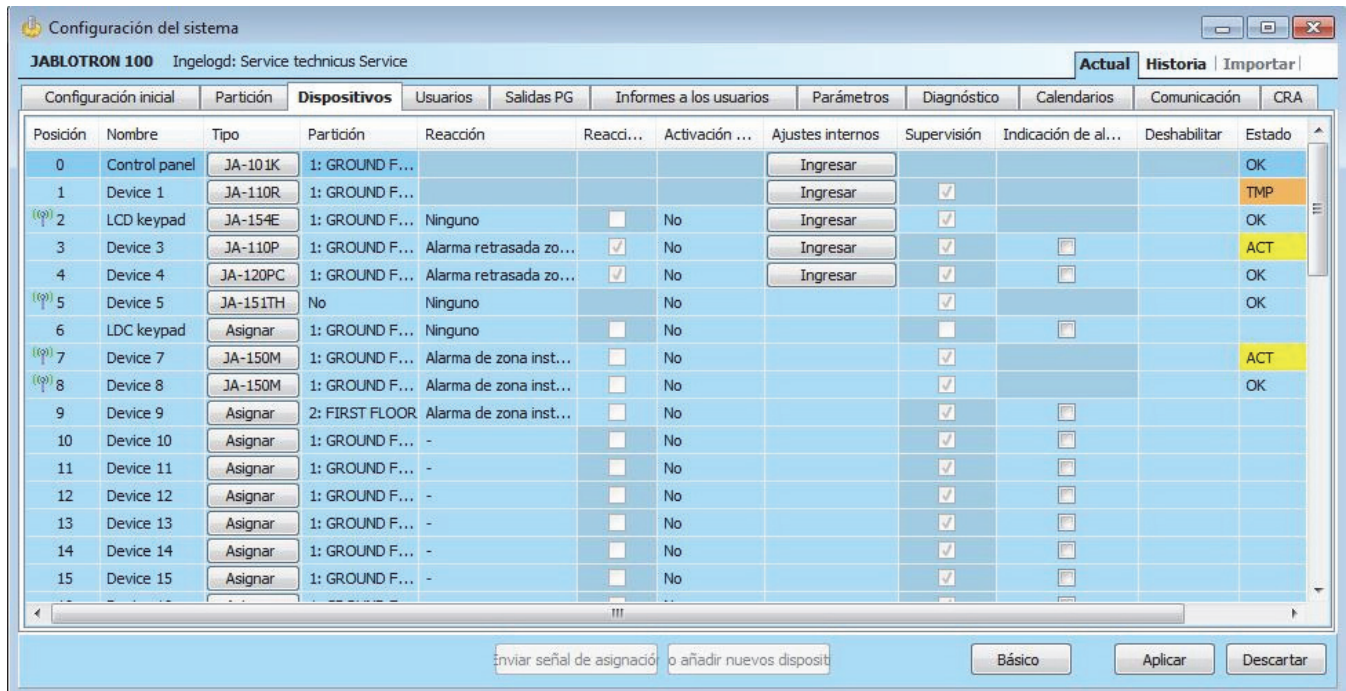 Configuración del sistema
JABLOTRON 100 Ingelogd: Service technicus Service Actual Historia Importar
Configuración inicial Partición Dispositivos Usuarios Salidas PG Informes a los usuarios Parámetros Diagnóstico Calendarios Comunicación CRA
Posición Nombre Tipo Partición Reacción Reacci... Activación ... Ajustes internos Supervisión Indicación de al... Deshabilitar Estado
0 Control panel JA-101K 1: GROUND F... Ingresar OK
1 Device 1 JA-110R 1: GROUND F... Ingresar TMP
2 LCD keypad JA-154E 1: GROUND F... Ninguno No Ingresar OK
3 Device 3 JA-110P 1: GROUND F... Alarma retrasada zo... No Ingresar ACT
4 Device 4 JA-120PC 1: GROUND F... Alarma retrasada zo... No Ingresar OK
5 Device 5 JA-151TH No Ninguno No OK
6 LDC keypad Asignar 1: GROUND F... Ninguno No
7 Device 7 JA-150M 1: GROUND F... Alarma de zona inst... No ACT
8 Device 8 JA-150M 1: GROUND F... Alarma de zona inst... No OK
9 Device 9 Asignar 2: FIRST FLOOR Alarma de zona inst... No
10 Device 10 Asignar 1: GROUND F... - No
11 Device 11 Asignar 1: GROUND F... - No
12 Device 12 Asignar 1: GROUND F... - No
13 Device 13 Asignar 1: GROUND F... - No
14 Device 14 Asignar 1: GROUND F... - No
15 Device 15 Asignar 1: GROUND F... - No
señal de asignación o añadir nuevos disposit Básico Aplicar Descartar